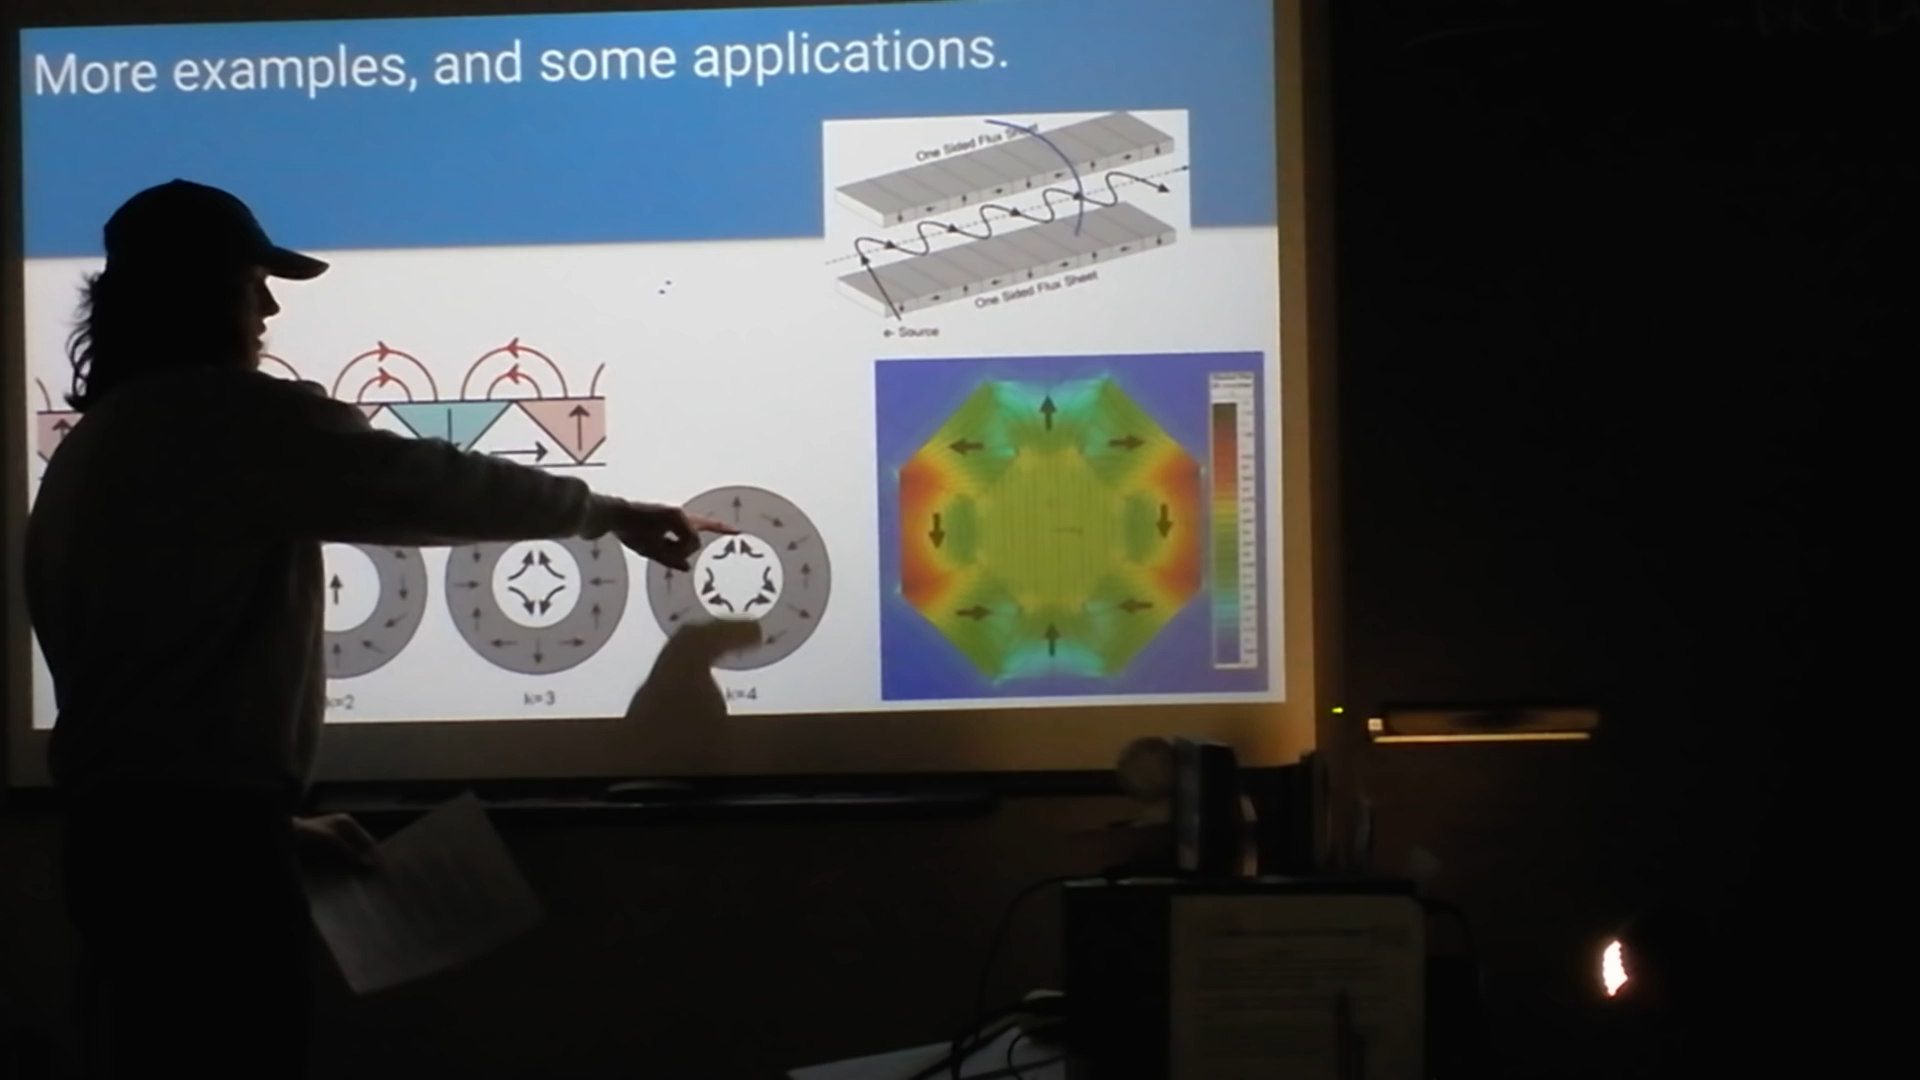 More examples, and some applications.
One Sided Flux Sheet
One Sided Flux Sheet
← Source
k=2
k=3
k=4